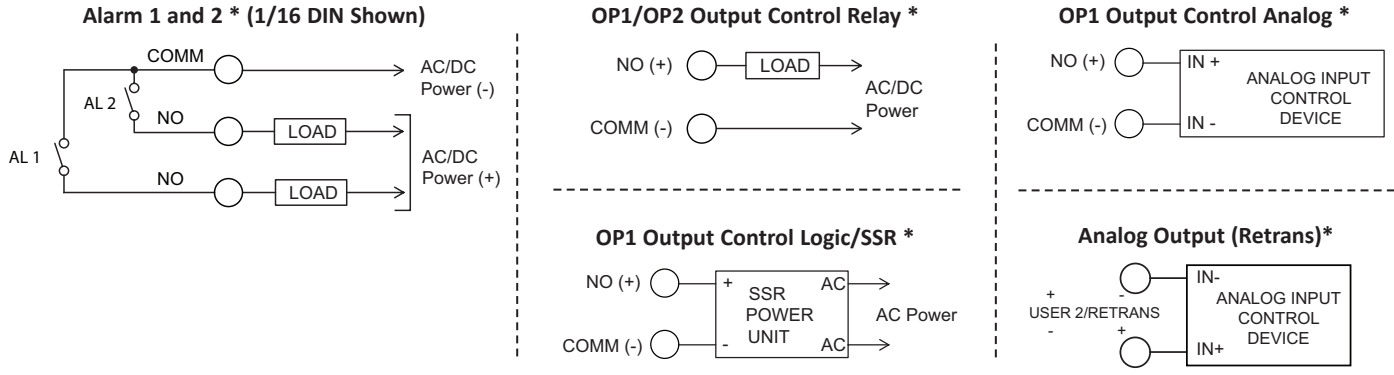 Alarm 1 and 2 * (1/16 DIN Shown)
COMM
AC/DC
Power (-)
AL 2
NO
LOAD
AL 1
AC/DC
Power (+)
NO
LOAD
OP1/OP2 Output Control Relay *
NO (+)
LOAD
AC/DC
Power
COMM (-)
OP1 Output Control Logic/SSR *
NO (+)
+
SSR
POWER
UNIT
AC
AC Power
COMM (-)
-
AC
OP1 Output Control Analog *
NO (+)
IN +
ANALOG INPUT
CONTROL
DEVICE
COMM (-)
IN -
Analog Output (Retrans)*
IN-
+ -
USER 2/RETRANS
- +
ANALOG INPUT
CONTROL
DEVICE
IN+